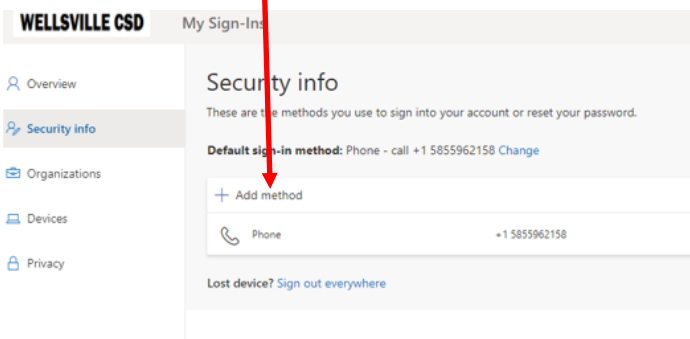 WELLSVILLE CSD
My Sign-Ins
Overview
Security info
Organizations
Devices
Privacy
Security info
These are the methods you use to sign into your account or reset your password.
Default sign-in method: Phone - call +1 5855962158 Change
+ Add method
Phone +1 5855962158
Lost device? Sign out everywhere